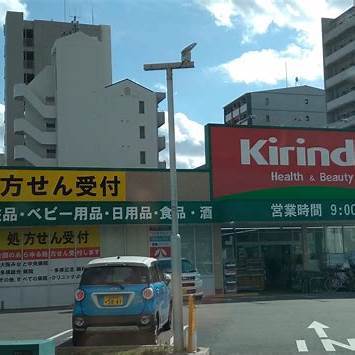 方せん受付
Kirind
Health & Beauty
粧品・ベビー用品・日用品・食品・酒
営業時間 9:00
処方せん受付